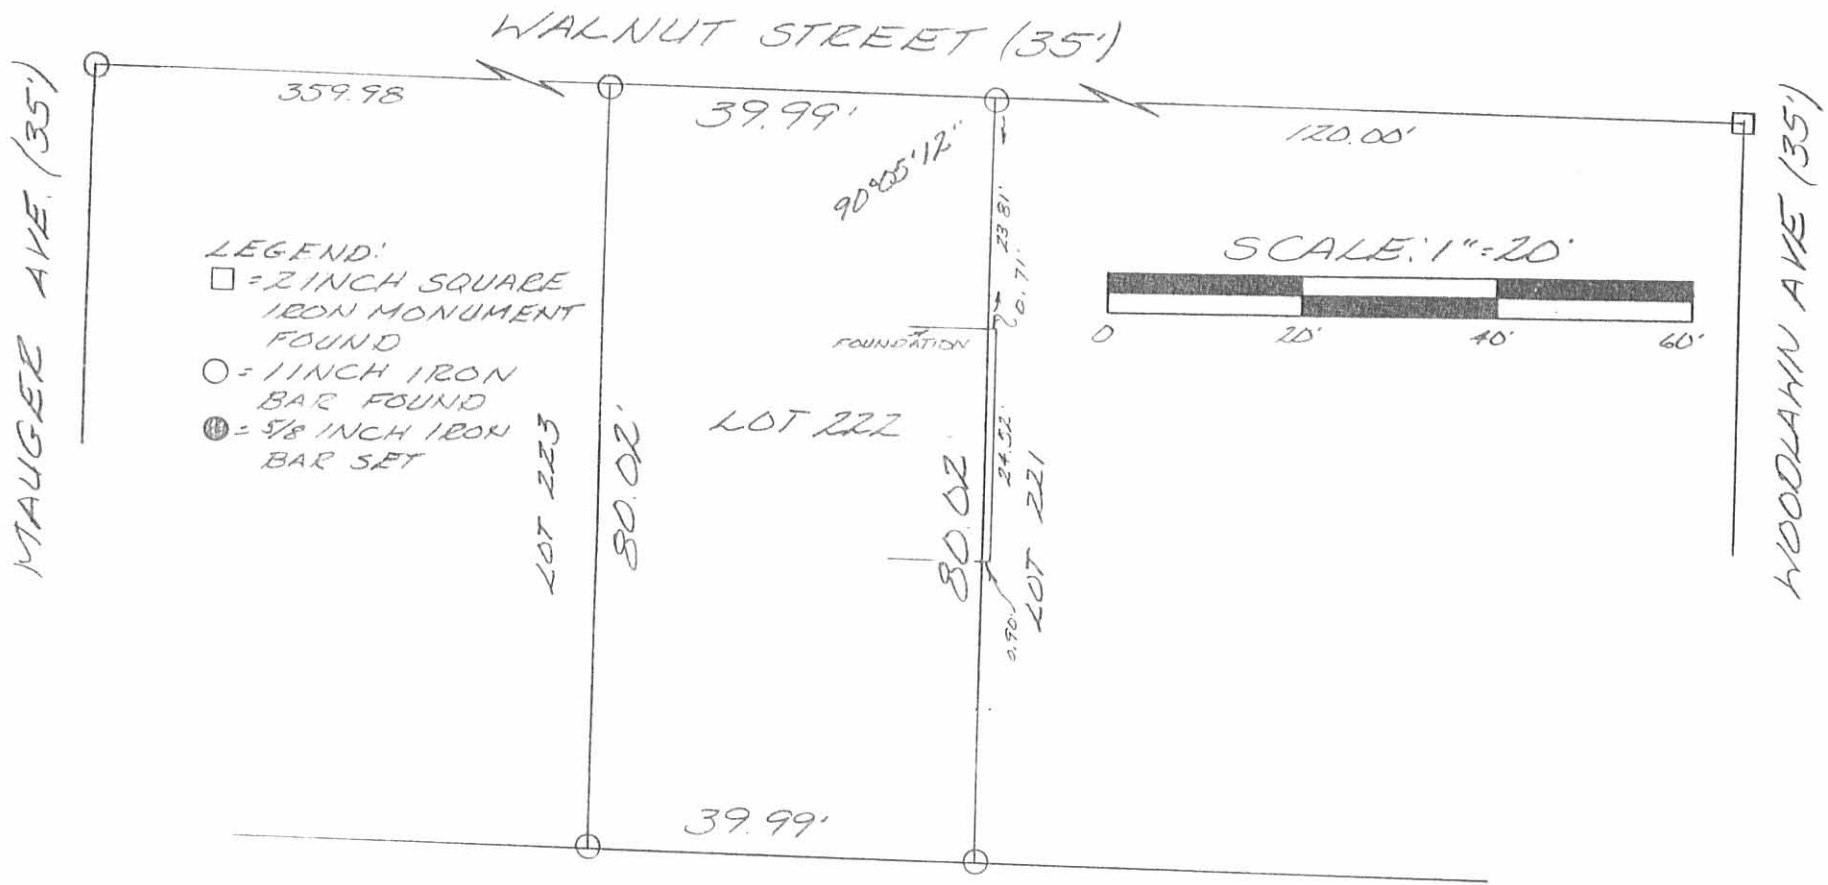 WALNUT STREET (35')
MAUGER AVE. (35')
359.98
39.99'
120.00'
WOODLAWN AVE (35')
90°05'12"
23.81'
0.71'
LEGEND:
□ = 2 INCH SQUARE
IRON MONUMENT
FOUND
○ = 1 INCH IRON
BAR FOUND
● = 5/8 INCH IRON
BAR SET
SCALE: 1"=20'
0 20' 40' 60'
FOUNDATION
LOT 223
80.02'
LOT 222
80.02
24.52'
LOT 221
0.90'
39.99'